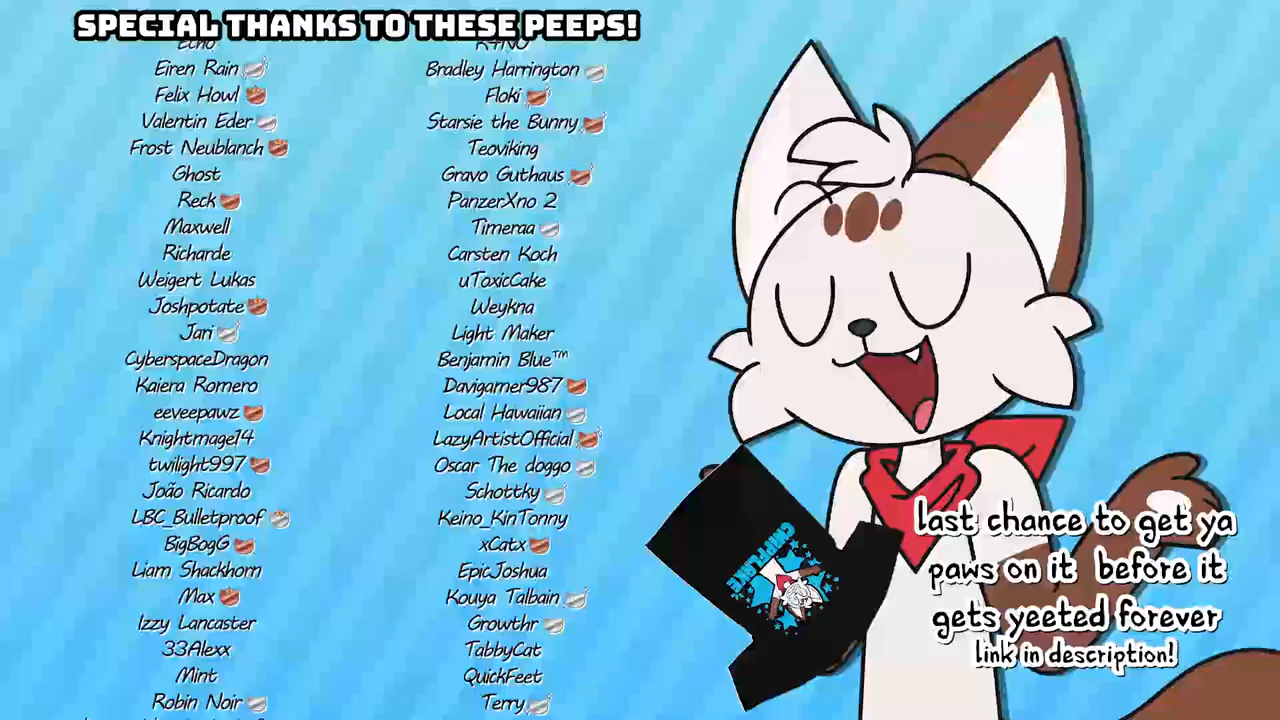 SPECIAL THANKS TO THESE PEEPS!
Echo
Eiren Rain
Felix Howl
Valentin Eder
Frost Neublanch
Ghost
Reck
Maxwell
Richarde
Weigert Lukas
Joshpotate
Jari
CyberspaceDragon
Kaiera Romero
eeveepawz
Knightmage14
twilight997
João Ricardo
LBC_Bulletproof
BigBogG
Liam Shackhorn
Max
Izzy Lancaster
33Alexx
Mint
Robin Noir
Bradley Harrington
Floki
Starsie the Bunny
Teoviking
Gravo Guthaus
PanzerXno 2
Timeraa
Carsten Koch
uToxicCake
Weykna
Light Maker
Benjamin Blue™
Davigamer987
Local Hawaiian
LazyArtistOfficial
Oscar The doggo
Schottky
Keino_KinTonny
xCatx
EpicJoshua
Kouya Talbain
Growthr
TabbyCat
QuickFeet
Terry
CHIFFLAKE
last chance to get ya
paws on it before it
gets yeeted forever
link in description!